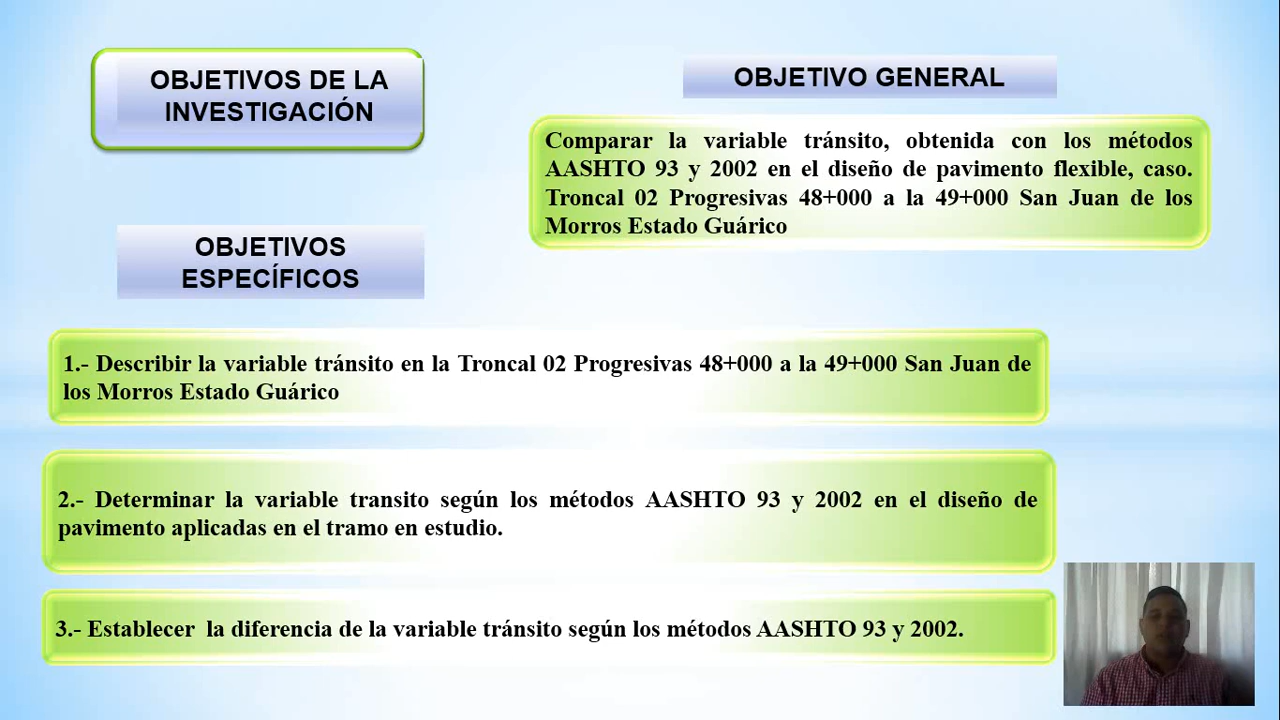 OBJETIVOS DE LA
INVESTIGACIÓN
OBJETIVO GENERAL
Comparar la variable tránsito, obtenida con los métodos
AASHTO 93 y 2002 en el diseño de pavimento flexible, caso.
Troncal 02 Progresivas 48+000 a la 49+000 San Juan de los
Morros Estado Guárico
OBJETIVOS
ESPECÍFICOS
1.- Describir la variable tránsito en la Troncal 02 Progresivas 48+000 a la 49+000 San Juan de
los Morros Estado Guárico
2.- Determinar la variable transito según los métodos AASHTO 93 y 2002 en el diseño de
pavimento aplicadas en el tramo en estudio.
3.- Establecer la diferencia de la variable tránsito según los métodos AASHTO 93 y 2002.